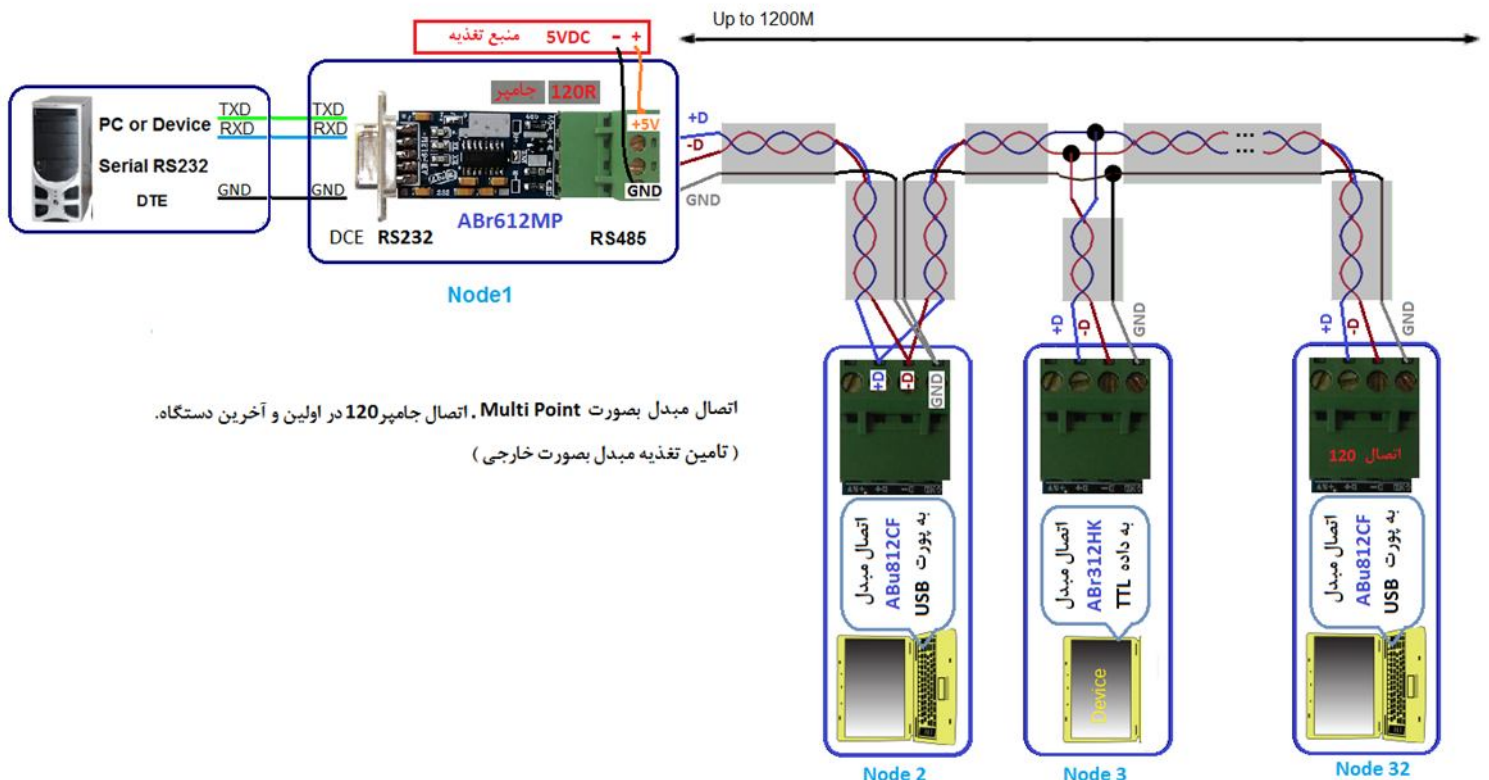 Up to 1200M
منبع تغذیه 5VDC - +
جامپر 120R
PC or Device
Serial RS232
DTE
TXD
RXD
GND
TXD
RXD
GND
+5V
GND
ABr612MP
DCE RS232
RS485
Node1
+D
-D
GND
اتصال مبدل بصورت Multi Point . اتصال جامپر 120 در اولین و آخرین دستگاه.
( تامین تغذیه مبدل بصورت خارجی )
+D
-D
GND
اتصال مبدل
ABu812CF
به پورت USB
Node 2
+D
-D
GND
اتصال مبدل
ABr312HK
به داده TTL
Device
Node 3
...
...
+D
-D
GND
اتصال 120
اتصال مبدل
ABu812CF
به پورت USB
Node 32